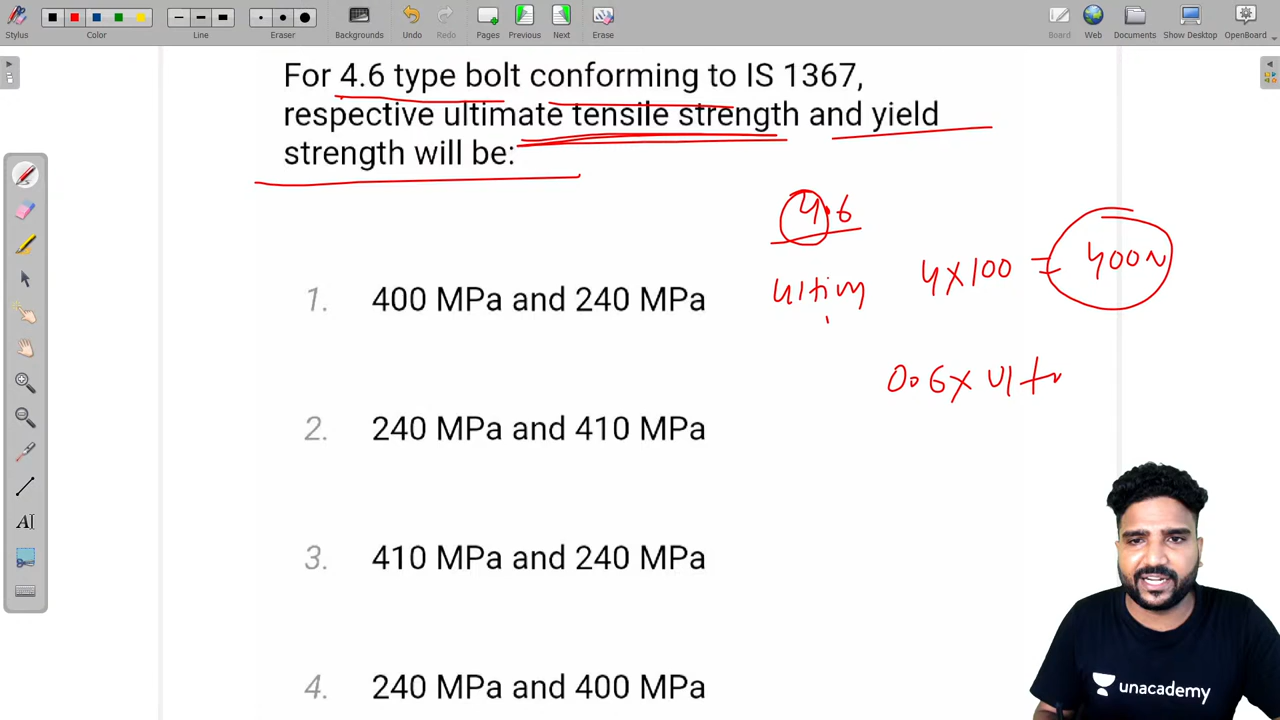 Stylus
Color
Line
Eraser
Backgrounds
Undo
Redo
Pages
Previous
Next
Erase
Board
Web
Documents
Show Desktop
OpenBoard
For 4.6 type bolt conforming to IS 1367,
respective ultimate tensile strength and yield
strength will be:
4.6
4x100 = 400N
1. 400 MPa and 240 MPa
2. 240 MPa and 410 MPa
3. 410 MPa and 240 MPa
4. 240 MPa and 400 MPa
0.6x
unacademy